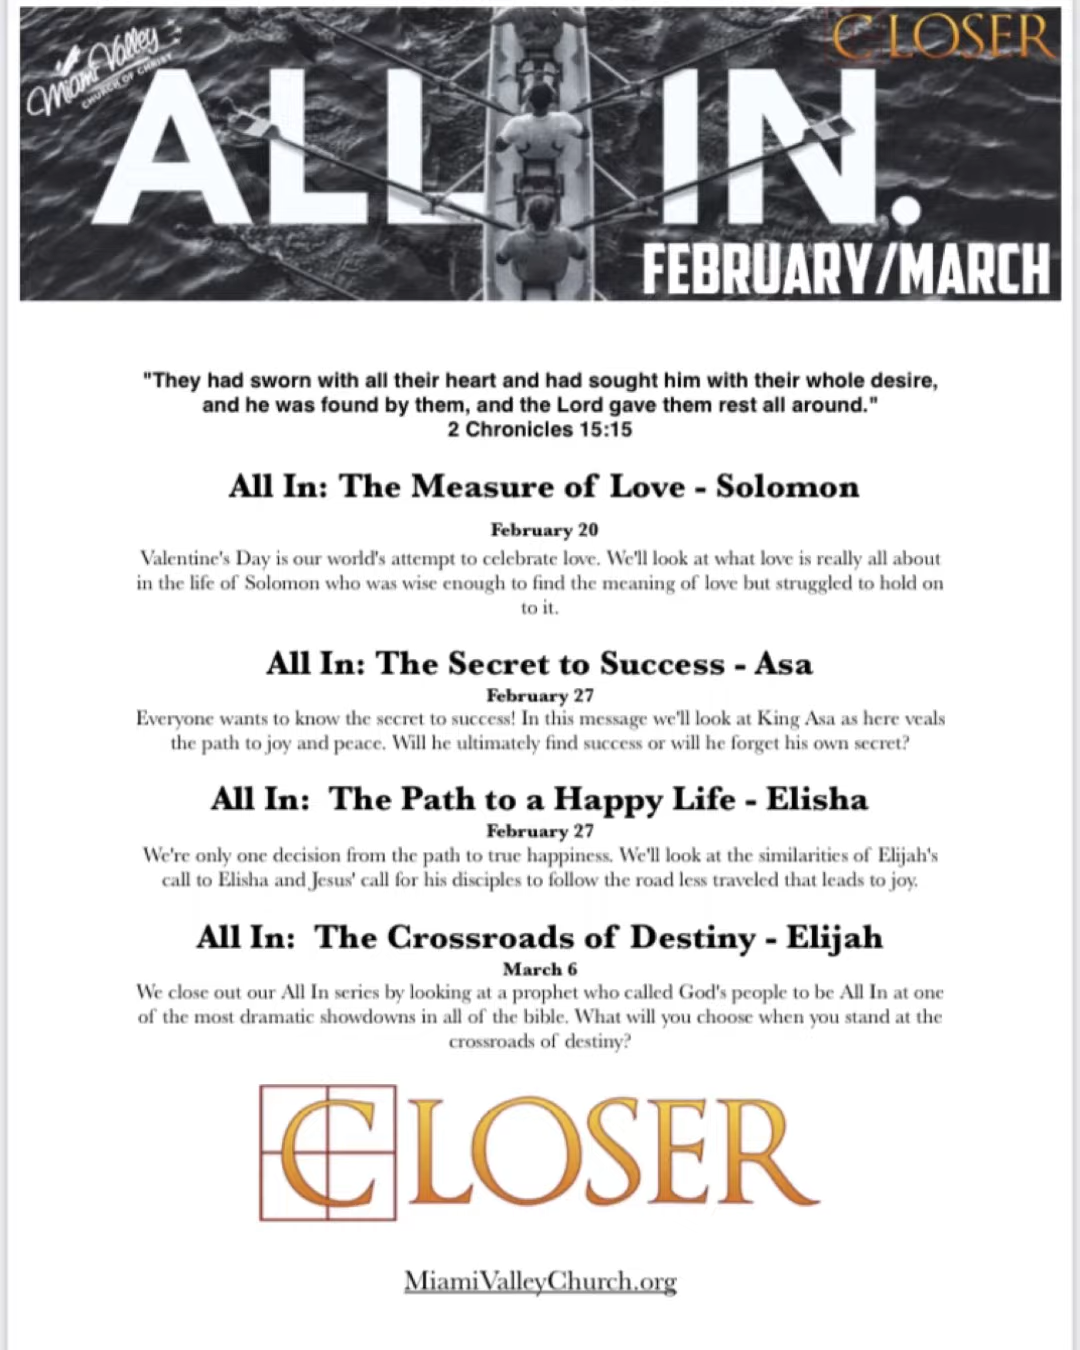 Miami Valley
CHURCH OF CHRIST
CLOSER
ALL IN.
FEBRUARY/MARCH
"They had sworn with all their heart and had sought him with their whole desire,
and he was found by them, and the Lord gave them rest all around."
2 Chronicles 15:15
All In: The Measure of Love - Solomon
February 20
Valentine's Day is our world's attempt to celebrate love. We'll look at what love is really all about
in the life of Solomon who was wise enough to find the meaning of love but struggled to hold on
to it.
All In: The Secret to Success - Asa
February 27
Everyone wants to know the secret to success! In this message we'll look at King Asa as here veals
the path to joy and peace. Will he ultimately find success or will he forget his own secret?
All In:  The Path to a Happy Life - Elisha
February 27
We're only one decision from the path to true happiness. We'll look at the similarities of Elijah's
call to Elisha and Jesus' call for his disciples to follow the road less traveled that leads to joy.
All In:  The Crossroads of Destiny - Elijah
March 6
We close out our All In series by looking at a prophet who called God's people to be All In at one
of the most dramatic showdowns in all of the bible. What will you choose when you stand at the
crossroads of destiny?
CLOSER
MiamiValleyChurch.org